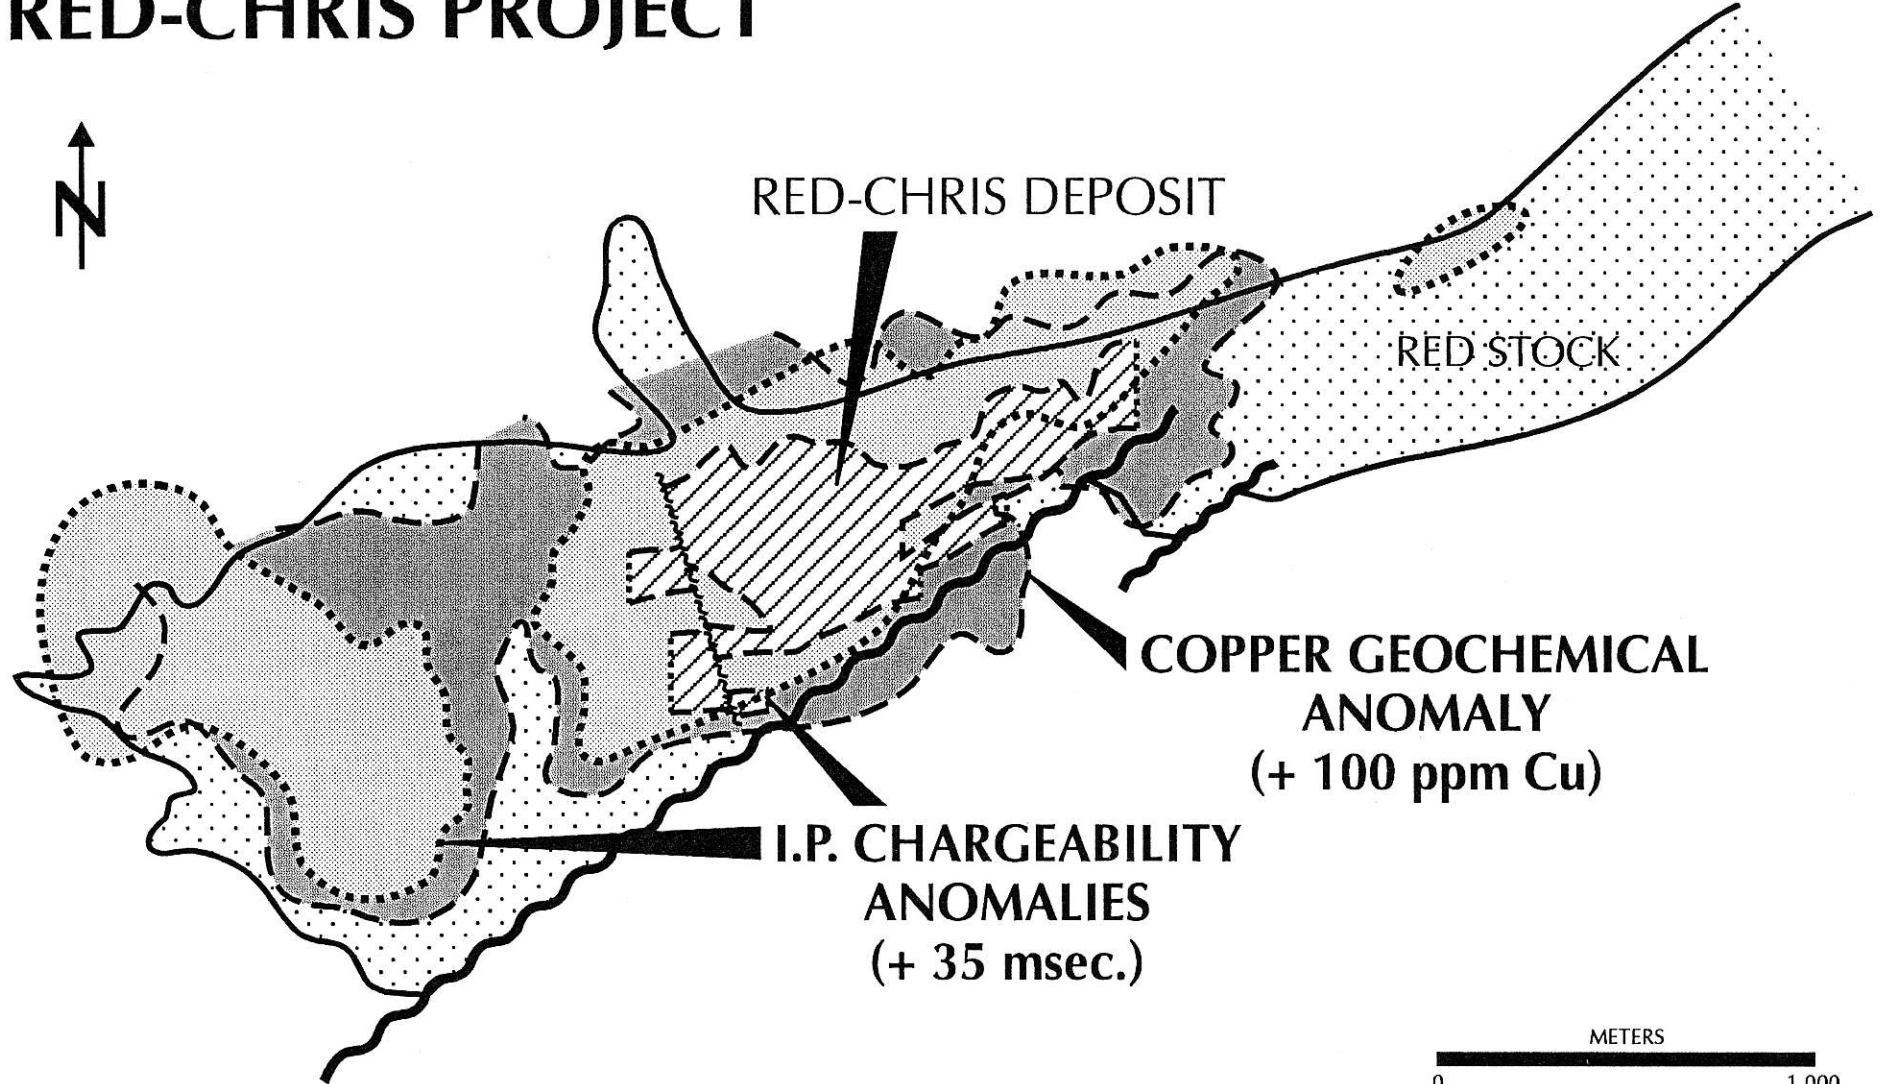 RED-CHRIS PROJECT
N
RED-CHRIS DEPOSIT
RED STOCK
COPPER GEOCHEMICAL
ANOMALY
(+ 100 ppm Cu)
I.P. CHARGEABILITY
ANOMALIES
(+ 35 msec.)
METERS
0 1,000